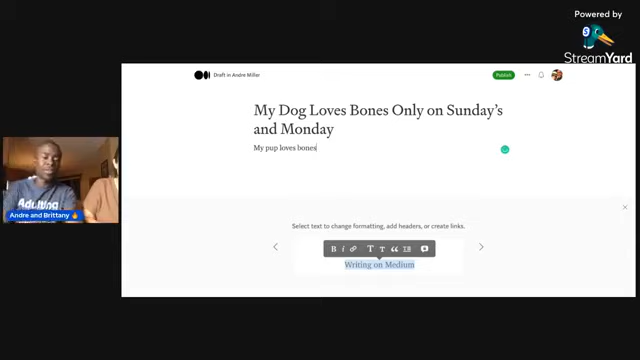 Powered by
StreamYard
Draft in Andre Miller
Publish
My Dog Loves Bones Only on Sunday's
and Monday
My pup loves bones
Adulting
Andre and Brittany
Select text to change formatting, add headers, or create links.
B i T T
Writing on Medium